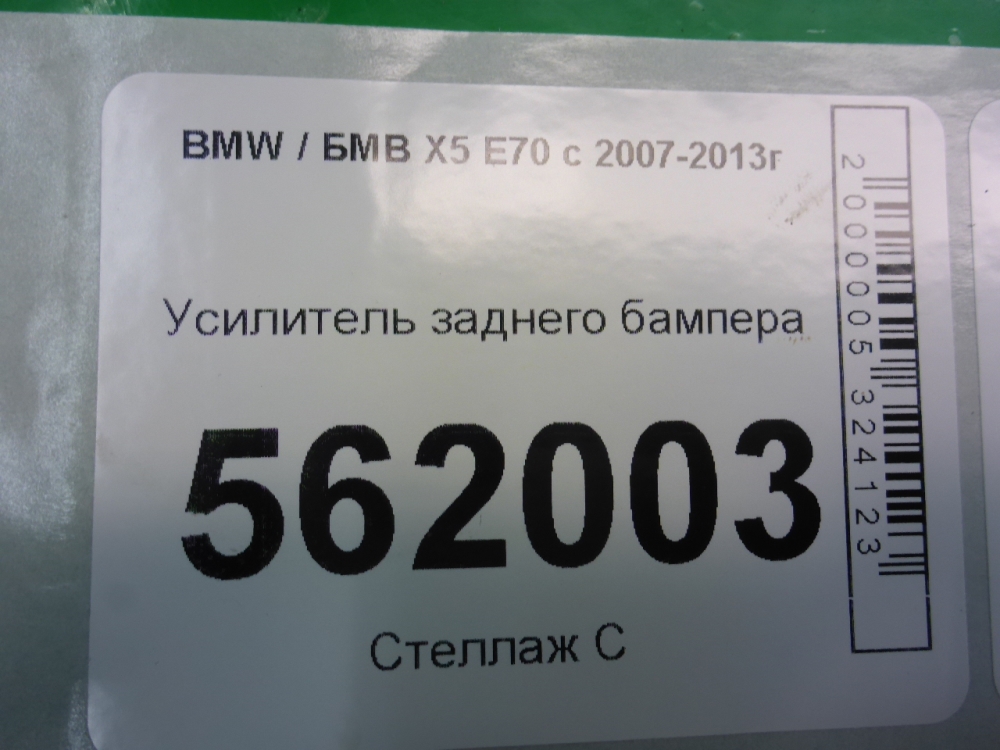 BMW / БМВ X5 E70 с 2007-2013г
Усилитель заднего бампера
562003
Стеллаж С
2000005324123